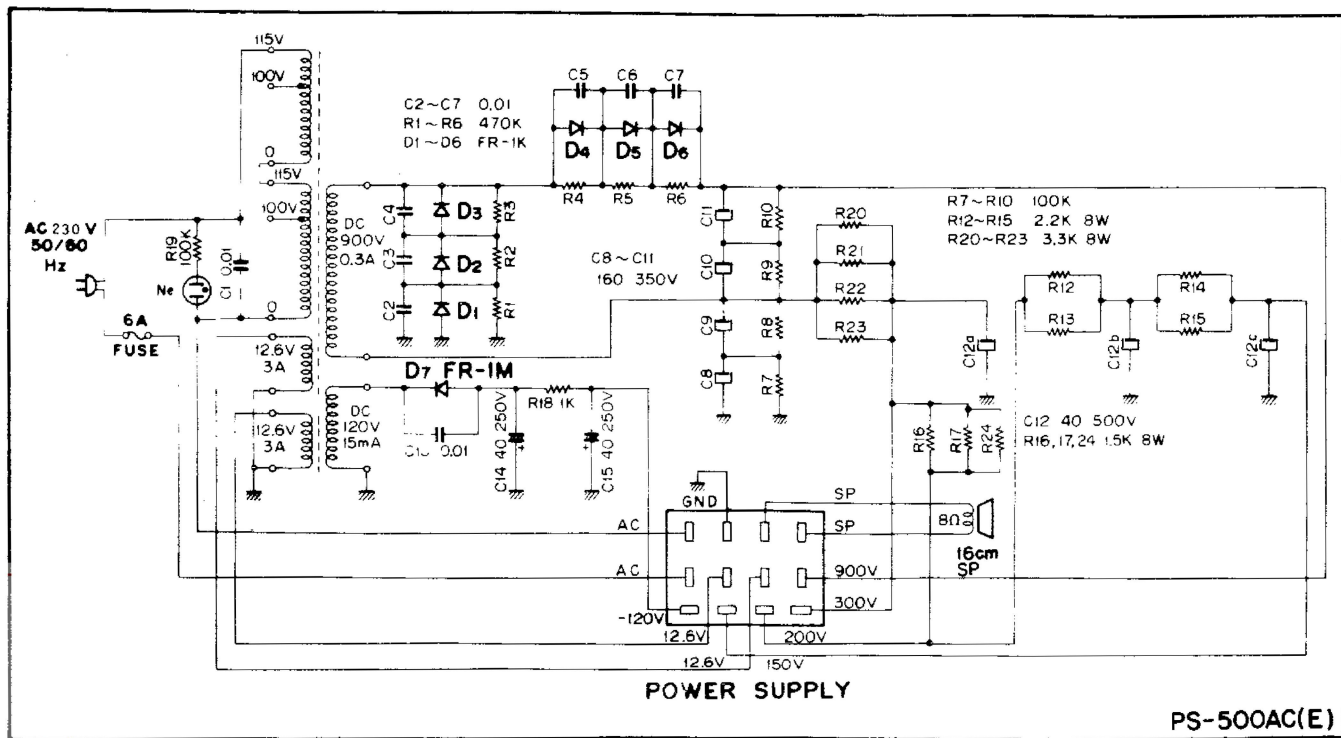 115V
100V
0
115V
100V
0
AC 230 V
50/60
Hz
6A
FUSE
R19
100K
Ne
C1 0.01
12.6V
3A
12.6V
3A
DC
900V
0.3A
DC
120V
15mA
C2~C7 0.01
R1~R6 470K
D1~D6 FR-1K
C4
C3
C2
D3
D2
D1
R3
R2
R1
C5
C6
C7
D4
D5
D6
R4
R5
R6
D7 FR-1M
0.01
R18 1K
C14 40 250V
+
C15 40 250V
+
C8~C11
160 350V
C11
C10
C9
C8
R10
R9
R8
R7
R20
R21
R22
R23
R7~R10 100K
R12~R15 2.2K 8W
R20~R23 3.3K 8W
R12
R13
R14
R15
C12a
C12b
C12c
R16
R17
R24
C12 40 500V
R16,17,24 1.5K 8W
GND
SP
SP
8Ω
16cm
SP
AC
AC
900V
300V
-120V
12.6V
200V
12.6V
150V
POWER SUPPLY
PS-500AC(E)